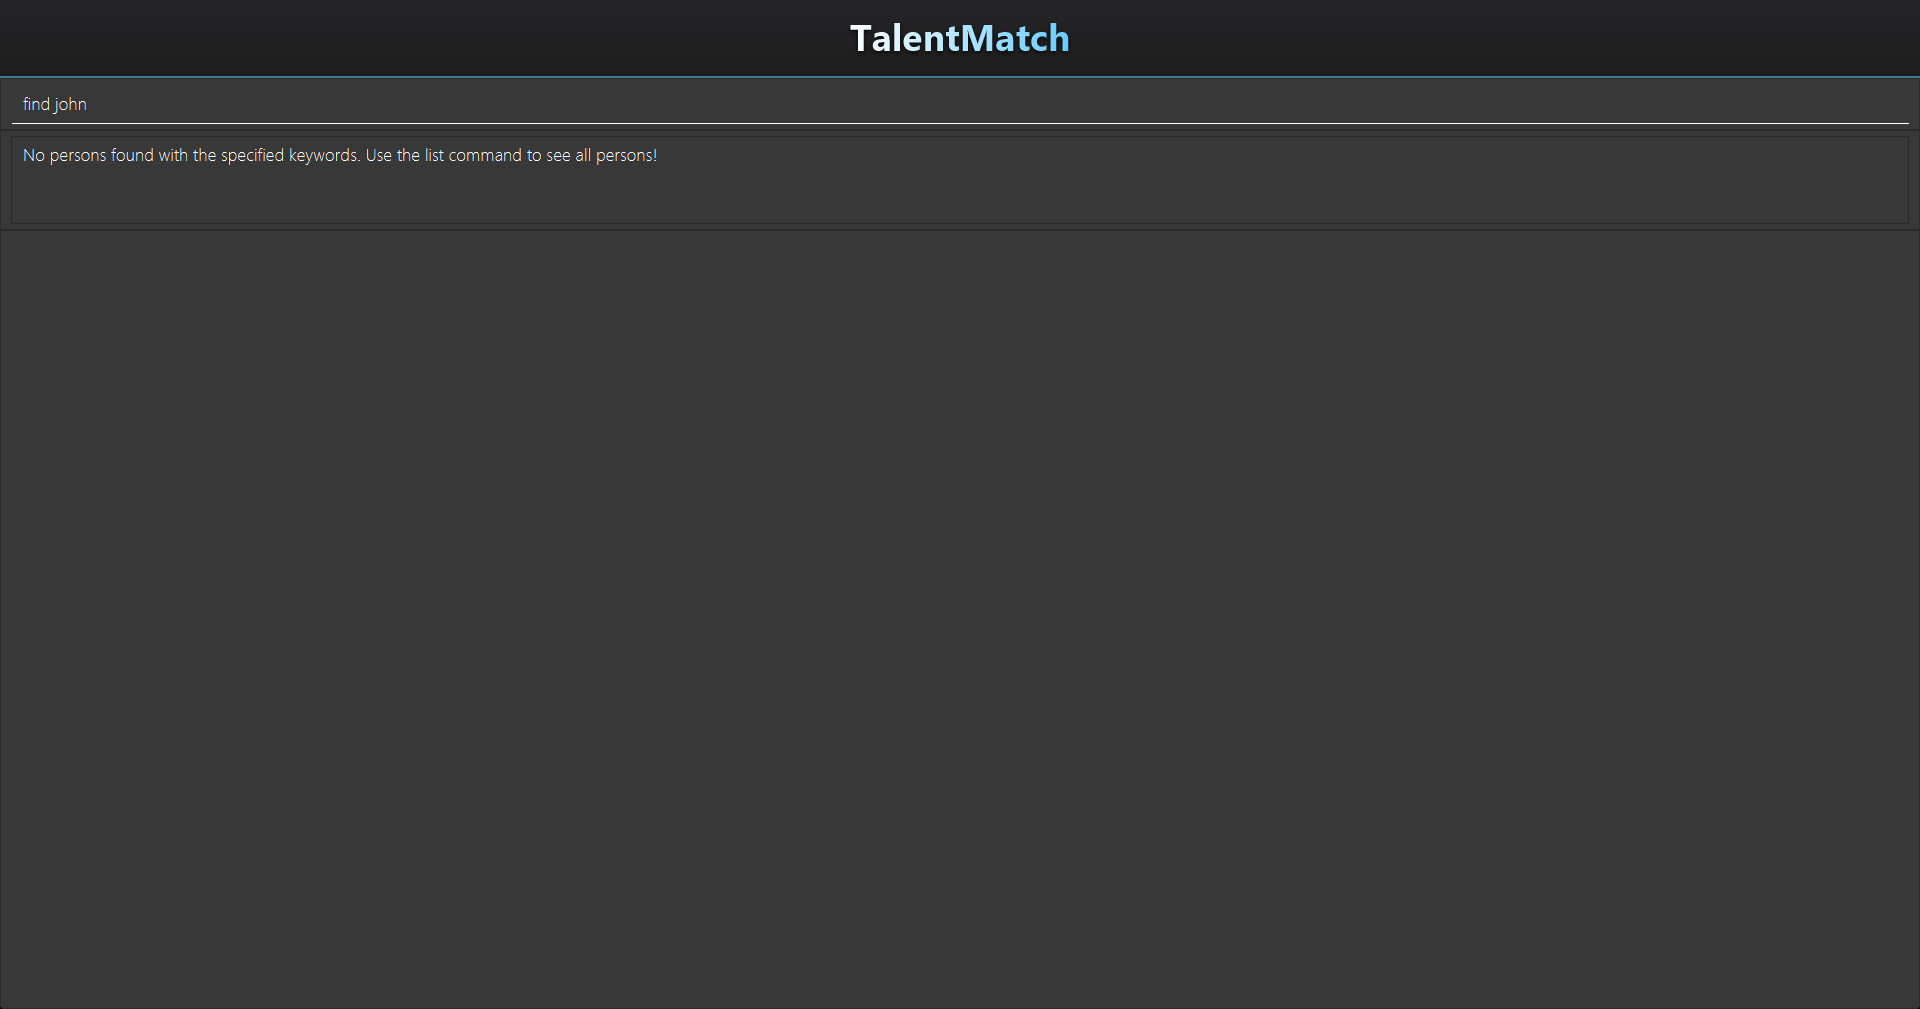 TalentMatch
find john
No persons found with the specified keywords. Use the list command to see all persons!